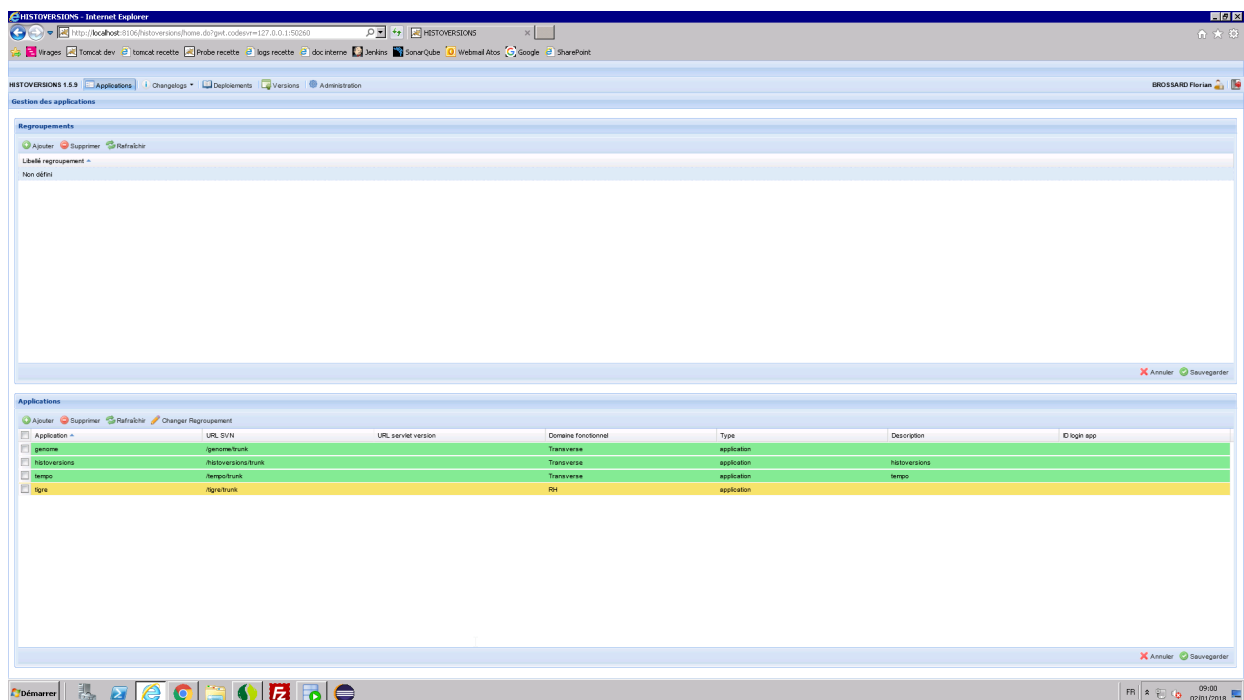 HISTOVERSIONS - Internet Explorer
http://localhost:8106/histoversions/home.do?gwt.codesvr=127.0.0.1:50260 HISTOVERSIONS
Virages Tomcat dev tomcat recette Probe recette logs recette doc interne Jenkins SonarQube Webmail Atos Google SharePoint
HISTOVERSIONS 1.5.9 Applications Changelogs Deploiements Versions Administration BROSSARD Florian
Gestion des applications
Regroupements
Ajouter Supprimer Rafraîchir
Libellé regroupement
Non défini
Annuler Sauvegarder
Applications
Ajouter Supprimer Rafraîchir Changer Regroupement
Application URL SVN URL servlet version Domaine fonctionnel Type Description ID login app
genome /genome/trunk Transverse application
histoversions /histoversions/trunk Transverse application histoversions
tempo /tempo/trunk Transverse application tempo
tigre /tigre/trunk RH application
Annuler Sauvegarder
Démarrer FR 09:00
02/01/2018